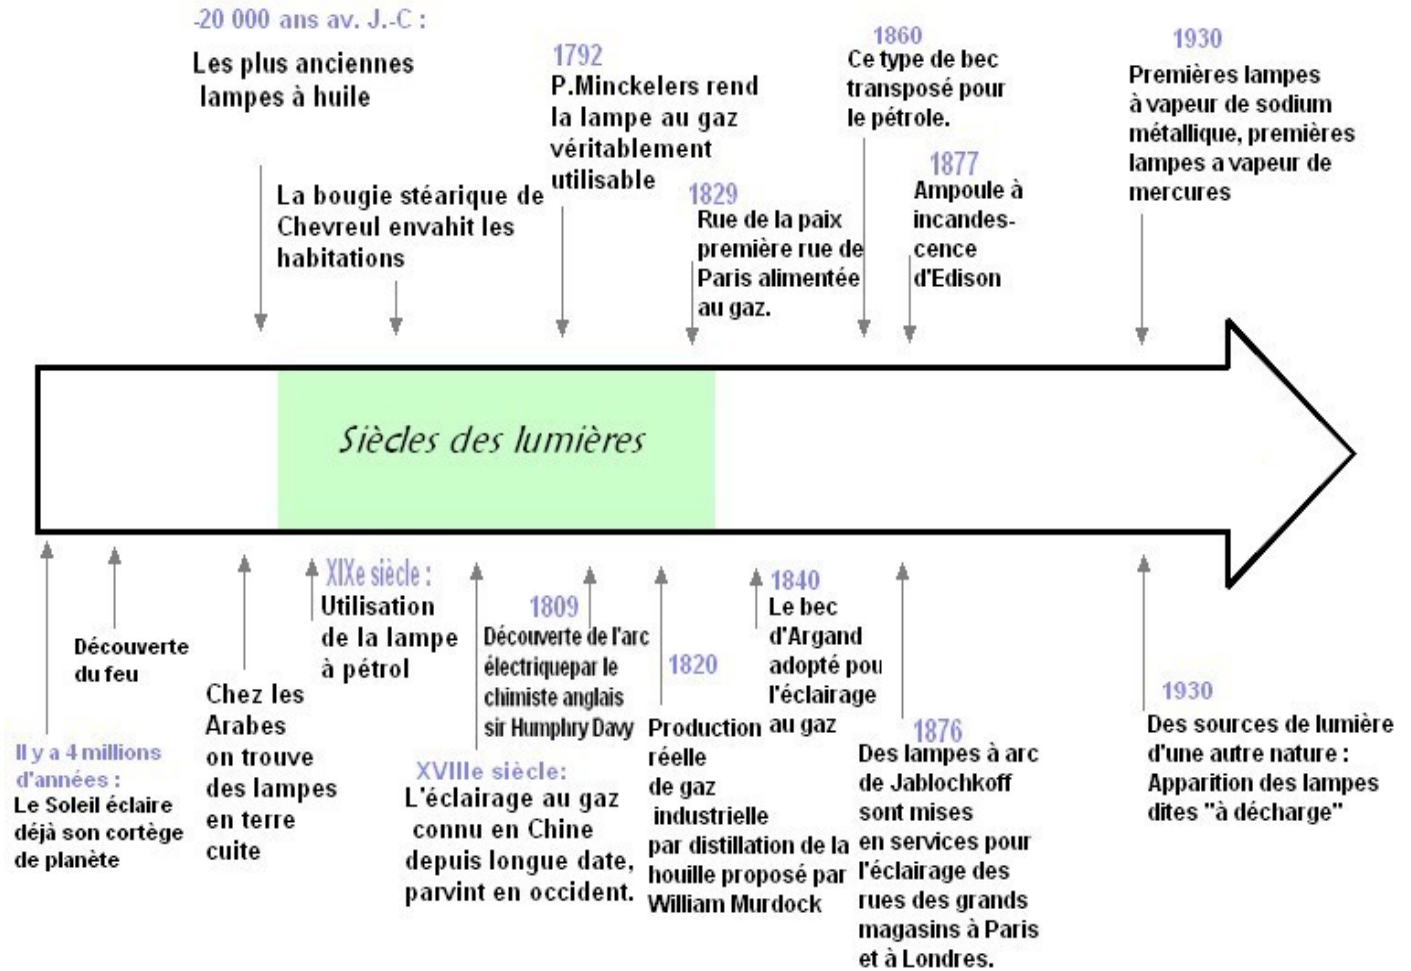 -20 000 ans av. J.-C :
Les plus anciennes
lampes à huile
La bougie stéarique de
Chevreul envahit les
habitations
1792
P.Minckelers rend
la lampe au gaz
véritablement
utilisable
1829
Rue de la paix
première rue de
Paris alimentée
au gaz.
1860
Ce type de bec
transposé pour
le pétrole.
1877
Ampoule à
incandes-
cence
d'Edison
1930
Premières lampes
à vapeur de sodium
métallique, premières
lampes a vapeur de
mercures
Siècles des lumières
Il y a 4 millions
d'années :
Le Soleil éclaire
déjà son cortège
de planète
Découverte
du feu
Chez les
Arabes
on trouve
des lampes
en terre
cuite
XIXe siècle :
Utilisation
de la lampe
à pétrol
XVIIIe siècle:
L'éclairage au gaz
connu en Chine
depuis longue date,
parvint en occident.
1809
Découverte de l'arc
électriquepar le
chimiste anglais
sir Humphry Davy
1820
Production
réelle
de gaz
industrielle
par distillation de la
houille proposé par
William Murdock
1840
Le bec
d'Argand
adopté pou
l'éclairage
au gaz
1876
Des lampes à arc
de Jablochkoff
sont mises
en services pour
l'éclairage des
rues des grands
magasins à Paris
et à Londres.
1930
Des sources de lumière
d'une autre nature :
Apparition des lampes
dites "à décharge"